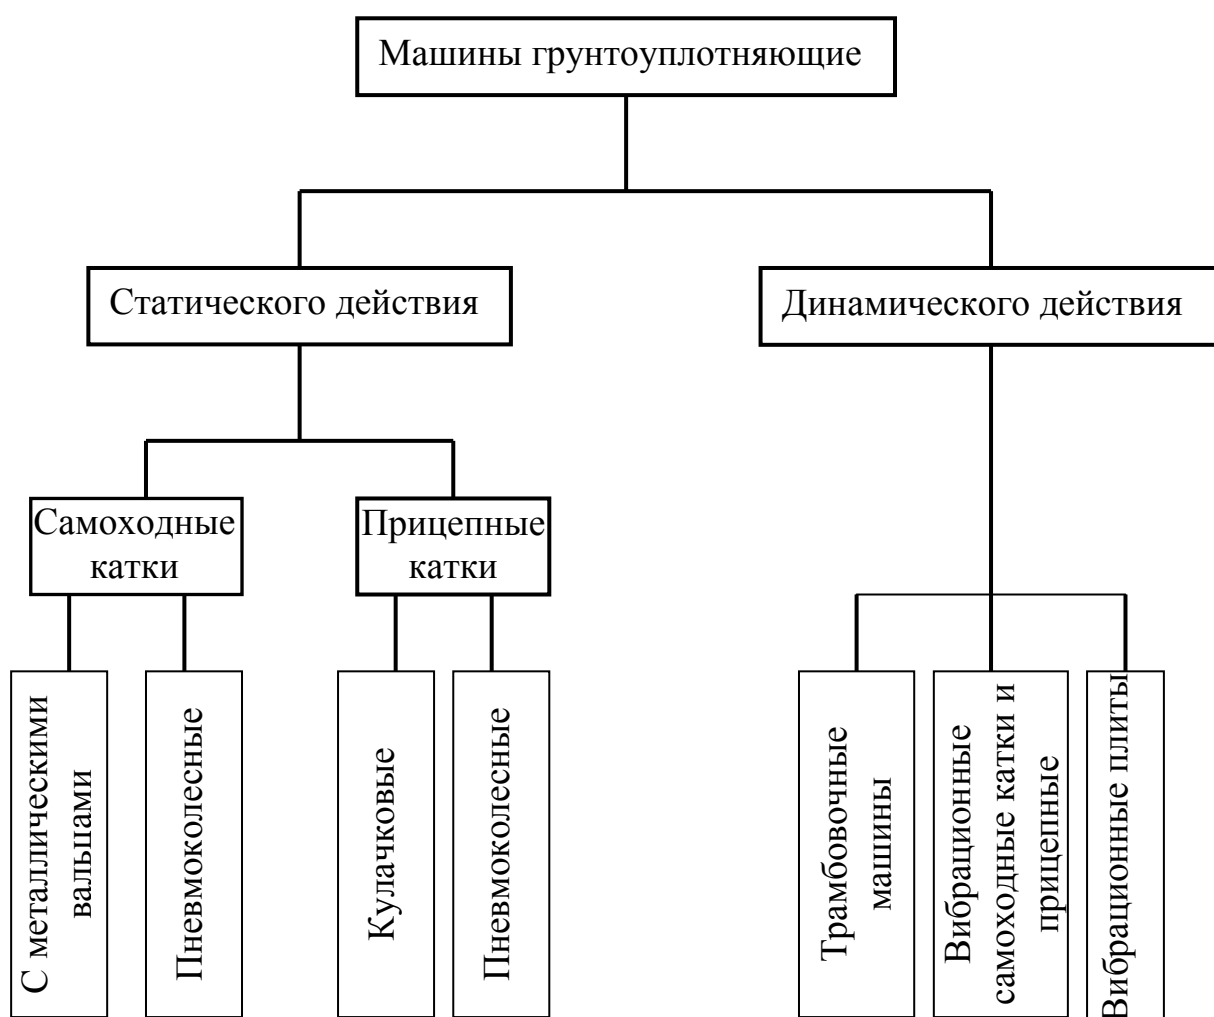 Машины грунтоуплотняющие
Статического действия
Динамического действия
Самоходные
катки
Прицепные
катки
С металлическими
вальцами
Пневмоколесные
Кулачковые
Пневмоколесные
Трамбовочные
машины
Вибрационные
самоходные катки и
прицепные
Вибрационные плиты